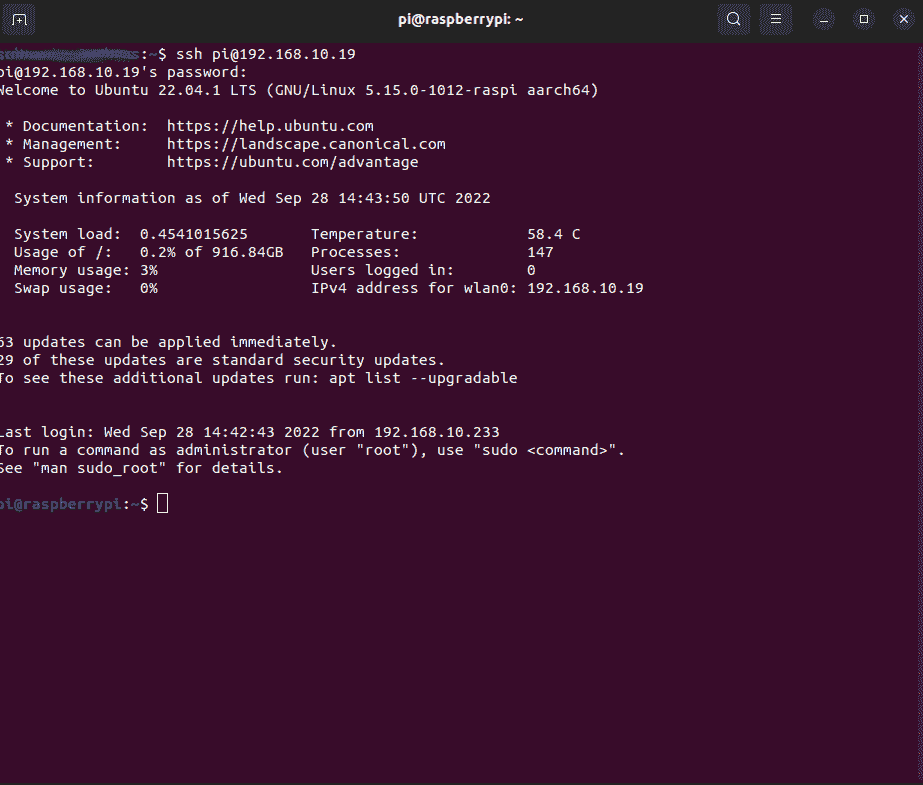 pi@raspberrypi: ~
:~$ ssh pi@192.168.10.19
pi@192.168.10.19's password:
Welcome to Ubuntu 22.04.1 LTS (GNU/Linux 5.15.0-1012-raspi aarch64)
* Documentation: https://help.ubuntu.com
* Management: https://landscape.canonical.com
* Support: https://ubuntu.com/advantage
System information as of Wed Sep 28 14:43:50 UTC 2022
System load: 0.4541015625 Temperature: 58.4 C
Usage of /: 0.2% of 916.84GB Processes: 147
Memory usage: 3% Users logged in: 0
Swap usage: 0% IPv4 address for wlan0: 192.168.10.19
63 updates can be applied immediately.
29 of these updates are standard security updates.
To see these additional updates run: apt list --upgradable
Last login: Wed Sep 28 14:42:43 2022 from 192.168.10.233
To run a command as administrator (user "root"), use "sudo <command>".
See "man sudo_root" for details.
pi@raspberrypi:~$